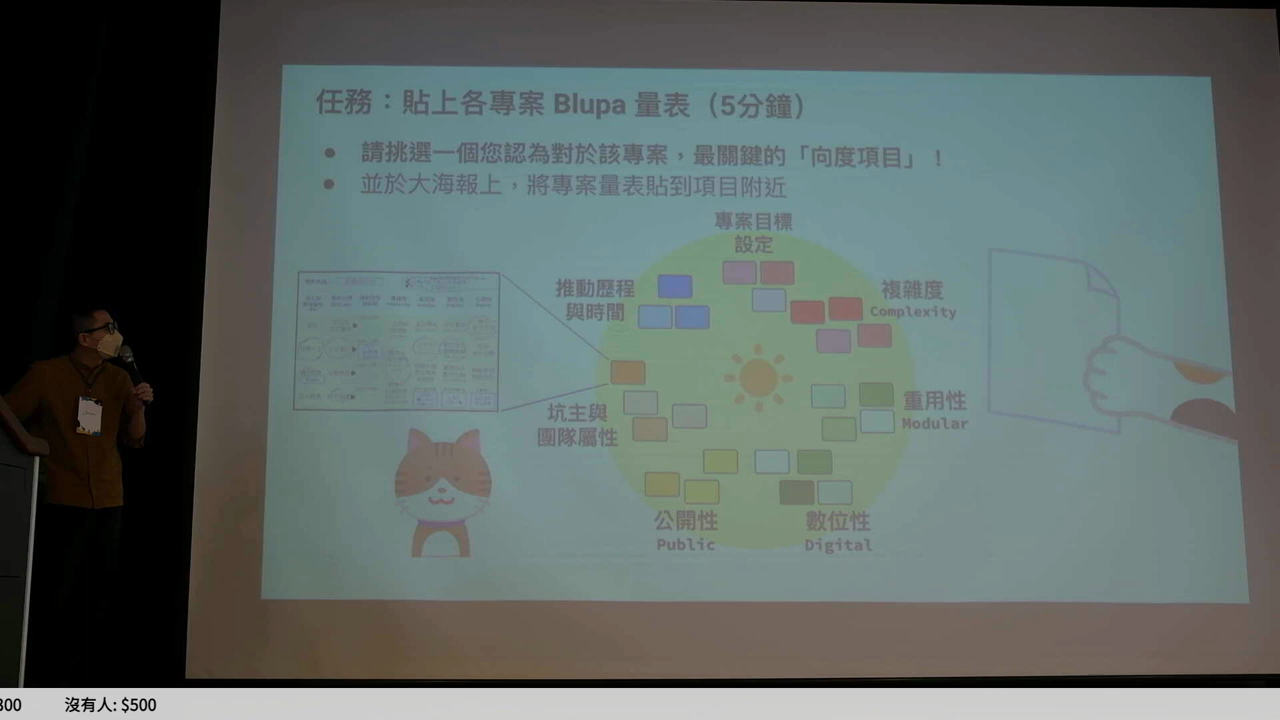 任務：貼上各專案 Blupa 量表（5分鐘）
請挑選一個您認為對於該專案，最關鍵的「向度項目」！
並於大海報上，將專案量表貼到項目附近
專案目標
設定
推動歷程
與時間
複雜度
Complexity
坑主與
團隊屬性
重用性
Modular
公開性
Public
數位性
Digital
300 沒有人: $500